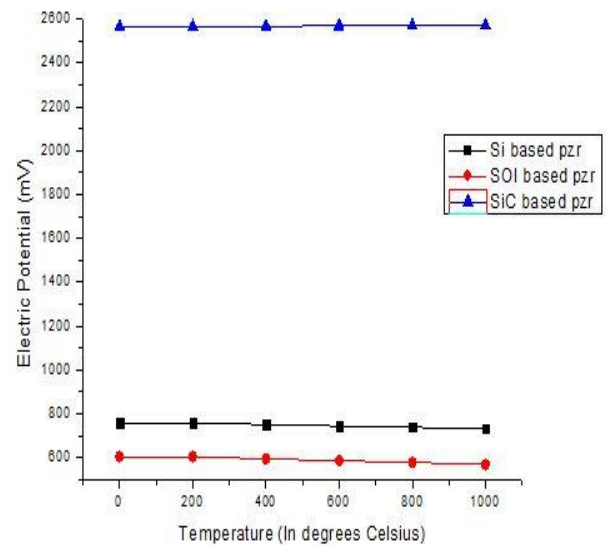 2600
2400
2200
2000
1800
1600
1400
1200
1000
800
600
Electric Potential (mV)
Si based pzr
SOI based pzr
SiC based pzr
0 200 400 600 800 1000
Temperature (In degrees Celsius)